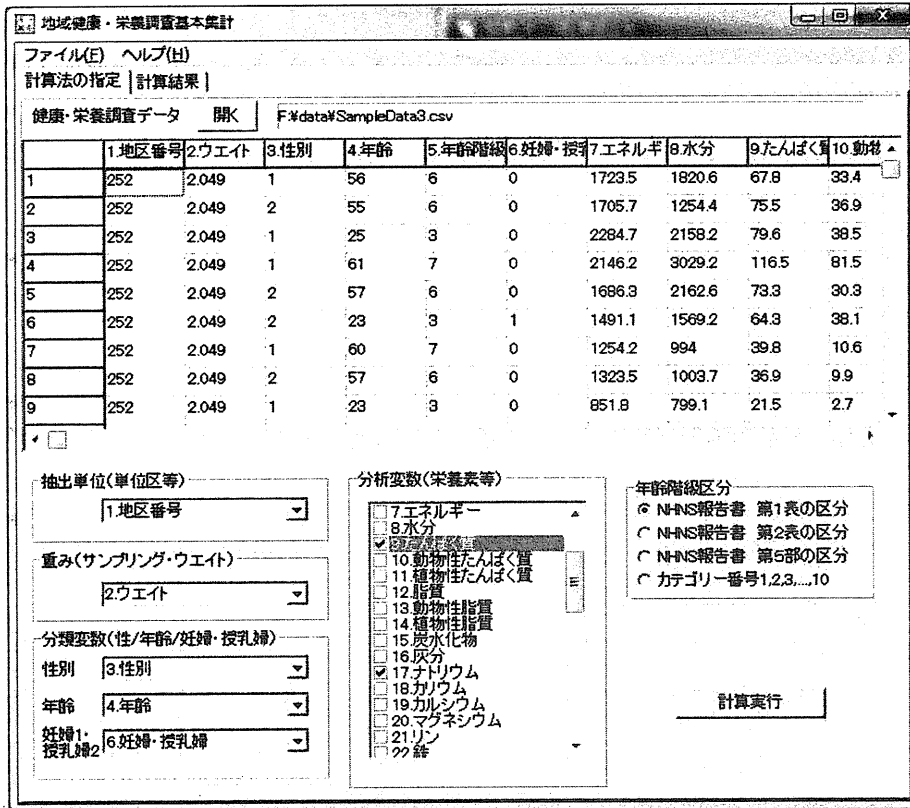 地域健康・栄養調査基本集計
ファイル(F) ヘルプ(H)
計算法の指定 計算結果
健康・栄養調査データ 開く F:¥data¥SampleData3.csv
1.地区番号 2.ウエイト 3.性別 4.年齢 5.年齢階級 6.妊婦・授乳 7.エネルギ 8.水分 9.たんぱく質 10.動物
1 252 2.049 1 56 6 0 1723.5 1820.6 67.8 33.4
2 252 2.049 2 55 6 0 1705.7 1254.4 75.5 36.9
3 252 2.049 1 25 3 0 2284.7 2158.2 79.6 38.5
4 252 2.049 1 61 7 0 2146.2 3029.2 116.5 81.5
5 252 2.049 2 57 6 0 1686.3 2162.6 73.3 30.3
6 252 2.049 2 23 3 1 1491.1 1569.2 64.3 38.1
7 252 2.049 1 60 7 0 1254.2 994 39.8 10.6
8 252 2.049 2 57 6 0 1323.5 1003.7 36.9 9.9
9 252 2.049 1 23 3 0 851.8 799.1 21.5 2.7
抽出単位(単位区等)
1.地区番号
重み(サンプリング・ウエイト)
2.ウエイト
分類変数(性/年齢/妊婦・授乳婦)
性別 3.性別
年齢 4.年齢
妊婦1・
授乳婦2 6.妊婦・授乳婦
分析変数(栄養素等)
7.エネルギー
8.水分
9.たんぱく質
10.動物性たんぱく質
11.植物性たんぱく質
12.脂質
13.動物性脂質
14.植物性脂質
15.炭水化物
16.灰分
17.ナトリウム
18.カリウム
19.カルシウム
20.マグネシウム
21.リン
22.鉄
年齢階級区分
NHNS報告書 第1表の区分
NHNS報告書 第2表の区分
NHNS報告書 第5部の区分
カテゴリー番号1,2,3,...,10
計算実行